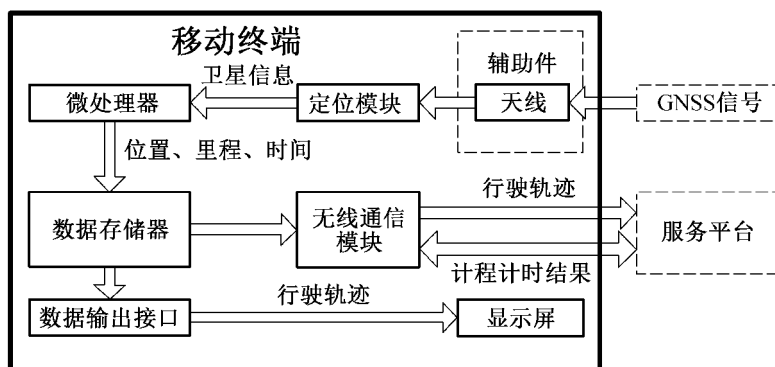 移动终端
辅助件
卫星信息
微处理器
定位模块
天线
GNSS信号
位置、里程、时间
数据存储器
无线通信
模块
行驶轨迹
服务平台
计程计时结果
数据输出接口
行驶轨迹
显示屏